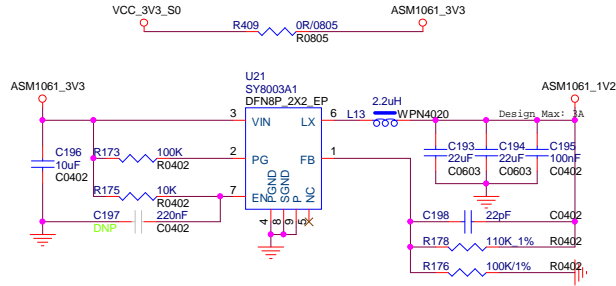 VCC_3V3_S0
ASM1061_3V3
R409
0R/0805
R0805
ASM1061_3V3
U21
SY8003A1
DFN8P_2X2_EP
ASM1061_1V2
2.2uH
L13
WPN4020
Design Max: 3A
3
VIN
LX
6
C196
10uF
C0402
R173
100K
R0402
2
PG
FB
1
C193
22uF
C0603
C194
22uF
C0603
C195
100nF
C0402
R175
10K
R0402
7
EN
PGND
SGND
P
NC
4
8
9
5
C197
220nF
C0402
DNP
C198
22pF
C0402
R178
110K_1%
R0402
R176
100K/1%
R0402